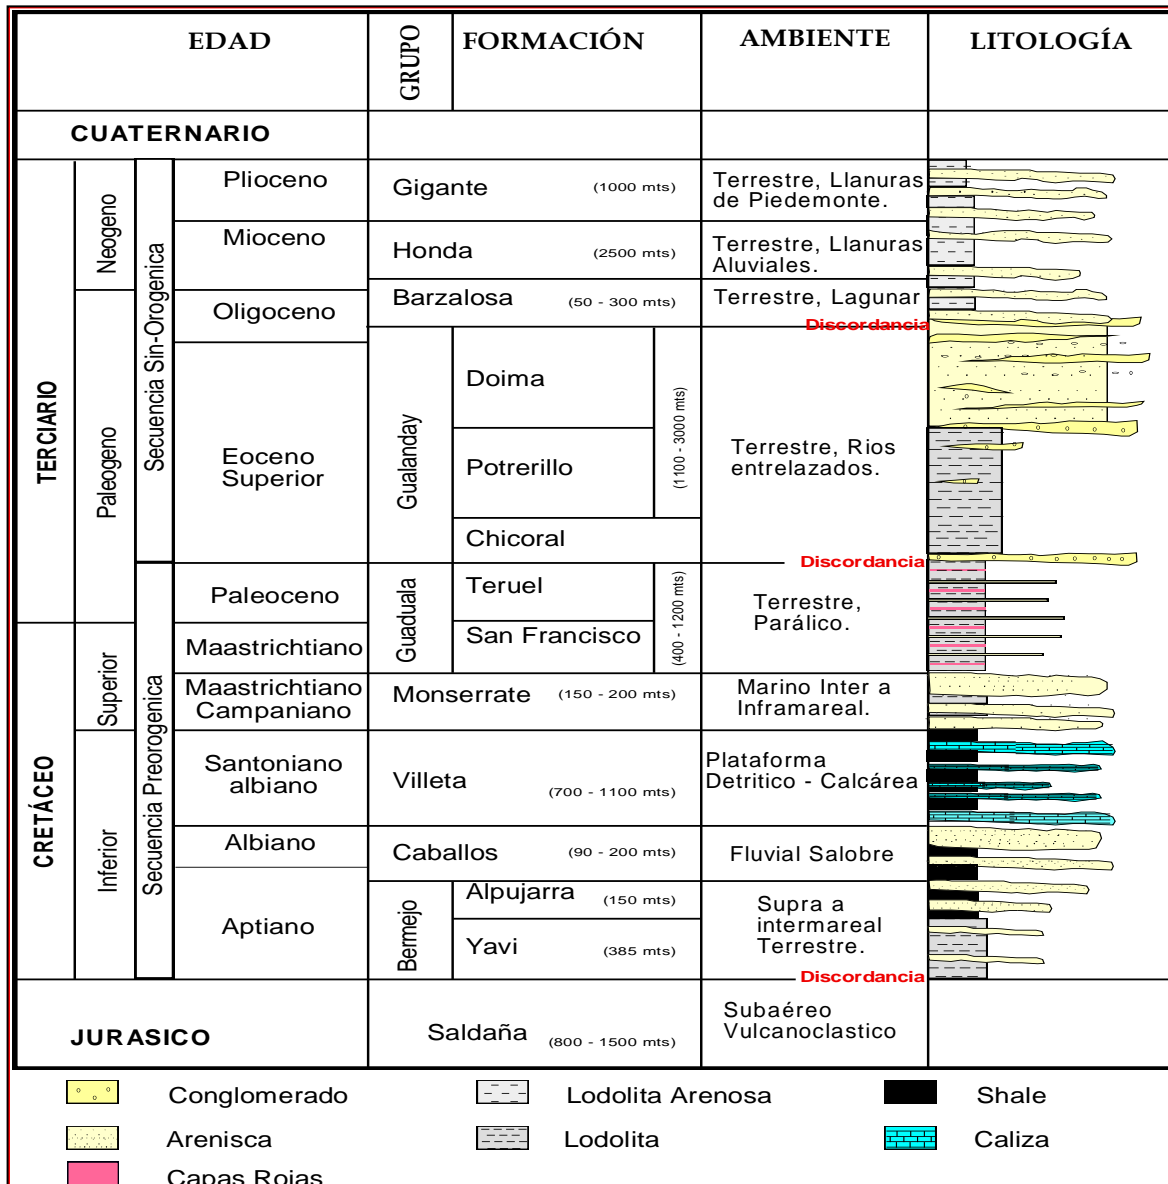 EDAD
GRUPO
FORMACIÓN
AMBIENTE
LITOLOGÍA
CUATERNARIO
TERCIARIO
Neogeno
Secuencia Sin-Orogenica
Plioceno
Gigante (1000 mts)
Terrestre, Llanuras
de Piedemonte.
Mioceno
Honda (2500 mts)
Terrestre, Llanuras
Aluviales.
Paleogeno
Oligoceno
Barzalosa (50 - 300 mts)
Terrestre, Lagunar
Discordancia
Eoceno
Superior
Gualanday
Doima
Potrerillo
Chicoral
(1100 - 3000 mts)
Terrestre, Rios
entrelazados.
Discordancia
Secuencia Preorogenica
Paleoceno
Guaduala
Teruel
San Francisco
(400 - 1200 mts)
Terrestre,
Parálico.
CRETÁCEO
Superior
Maastrichtiano
Maastrichtiano
Campaniano
Monserrate (150 - 200 mts)
Marino Inter a
Inframareal.
Inferior
Santoniano
albiano
Villeta (700 - 1100 mts)
Plataforma
Detritico - Calcárea
Albiano
Caballos (90 - 200 mts)
Fluvial Salobre
Aptiano
Bermejo
Alpujarra (150 mts)
Yavi (385 mts)
Supra a
intermareal
Terrestre.
Discordancia
JURASICO
Saldaña (800 - 1500 mts)
Subaéreo
Vulcanoclastico
Conglomerado
Lodolita Arenosa
Shale
Arenisca
Lodolita
Caliza
Capas Rojas